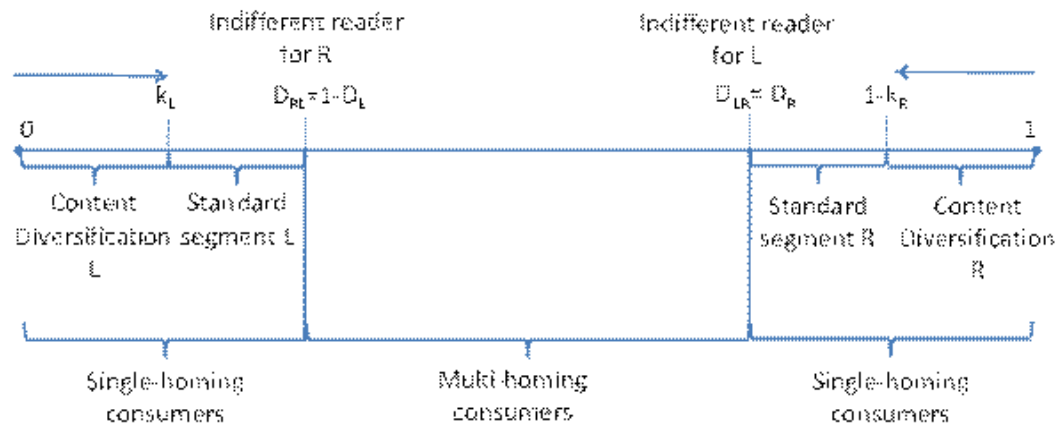 Indifferent reader
for R
Indifferent reader
for L
k_L
D_RL=1-D_L
D_LR= D_R
1-k_R
0
1
Content
Diversification
L
Standard
segment L
Standard
segment R
Content
Diversification
R
Single-homing
consumers
Multi-homing
consumers
Single-homing
consumers